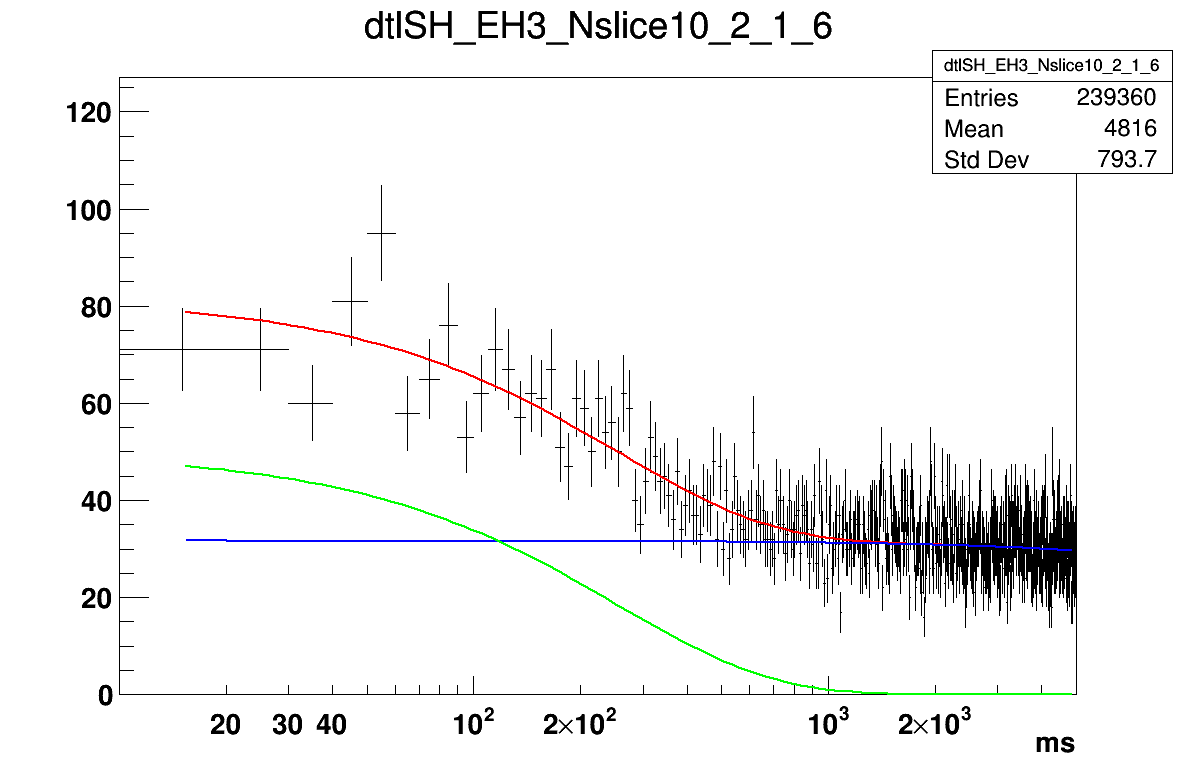 dtlSH_EH3_Nslice10_2_1_6
dtlSH_EH3_Nslice10_2_1_6
Entries 239360
Mean 4816
Std Dev 793.7
120
100
80
60
40
20
0
20 30 40 10² 2×10² 10³ 2×10³
ms